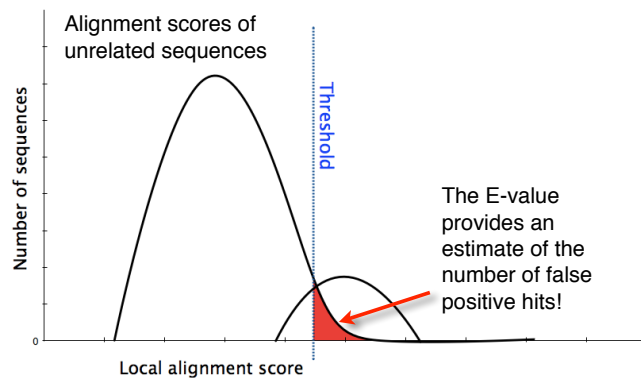 Alignment scores of
unrelated sequences
Threshold
Number of sequences
The E-value
provides an
estimate of the
number of false
positive hits!
0
Local alignment score